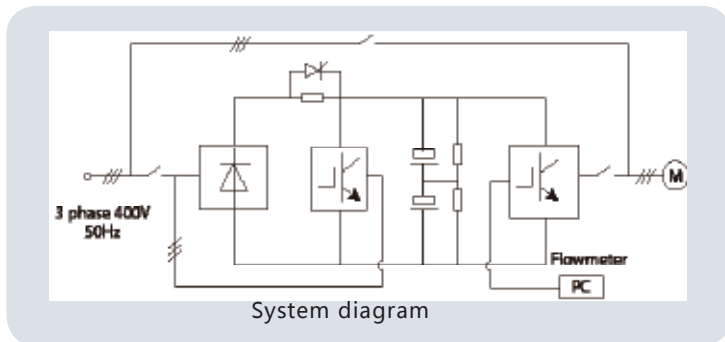 3 phase 400V
50Hz
M
Flowmeter
PC
System diagram